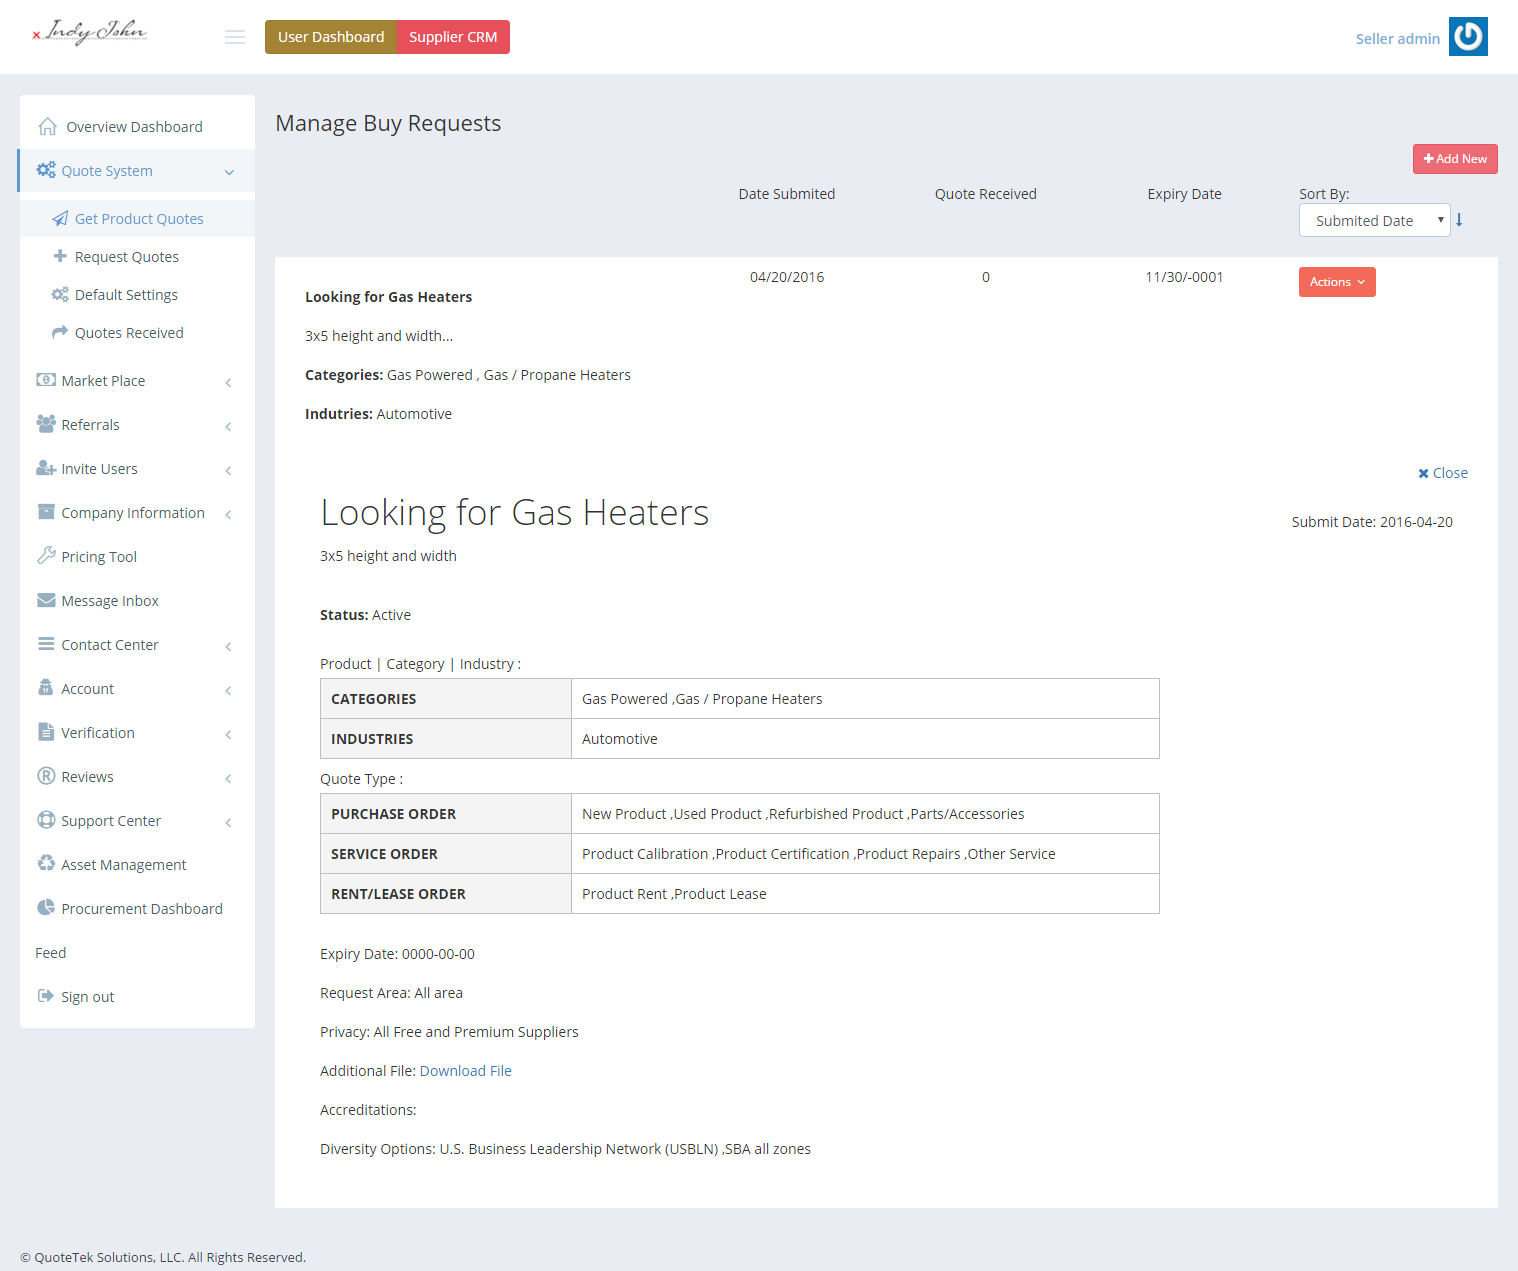 Indy John
User Dashboard
Supplier CRM
Seller admin
Overview Dashboard
Quote System
Get Product Quotes
Request Quotes
Default Settings
Quotes Received
Market Place
Referrals
Invite Users
Company Information
Pricing Tool
Message Inbox
Contact Center
Account
Verification
Reviews
Support Center
Asset Management
Procurement Dashboard
Feed
Sign out
Manage Buy Requests
Add New
Date Submited
Quote Received
Expiry Date
Sort By:
Submited Date
Looking for Gas Heaters
04/20/2016
0
11/30/-0001
Actions
3x5 height and width...
Categories: Gas Powered , Gas / Propane Heaters
Indutries: Automotive
Close
Looking for Gas Heaters
Submit Date: 2016-04-20
3x5 height and width
Status: Active
Product | Category | Industry :
CATEGORIES Gas Powered ,Gas / Propane Heaters
INDUSTRIES Automotive
Quote Type :
PURCHASE ORDER New Product ,Used Product ,Refurbished Product ,Parts/Accessories
SERVICE ORDER Product Calibration ,Product Certification ,Product Repairs ,Other Service
RENT/LEASE ORDER Product Rent ,Product Lease
Expiry Date: 0000-00-00
Request Area: All area
Privacy: All Free and Premium Suppliers
Additional File: Download File
Accreditations:
Diversity Options: U.S. Business Leadership Network (USBLN) ,SBA all zones
© QuoteTek Solutions, LLC. All Rights Reserved.